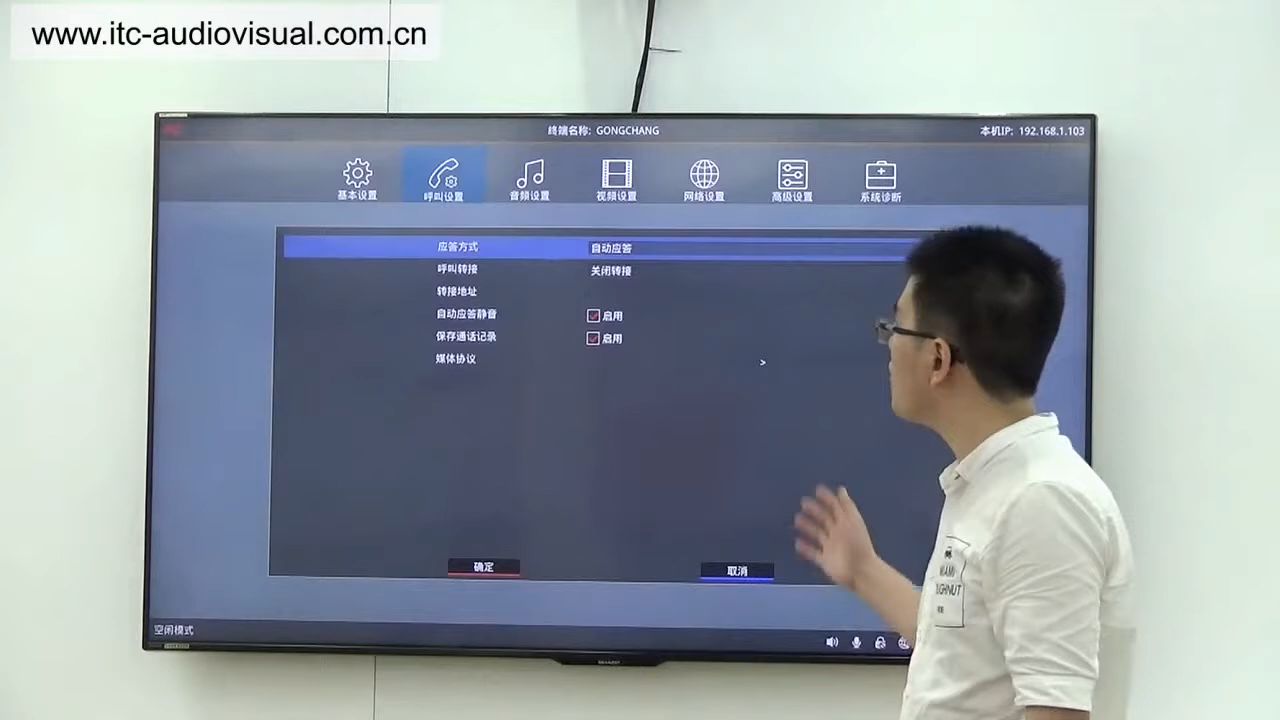 www.itc-audiovisual.com.cn
终端名称: GONGCHANG
本机IP: 192.168.1.103
基本设置
呼叫设置
音频设置
视频设置
网络设置
高级设置
系统诊断
应答方式 自动应答
呼叫转接 关闭转接
转接地址
自动应答静音 启用
保存通话记录 启用
媒体协议 >
确定
取消
空闲模式